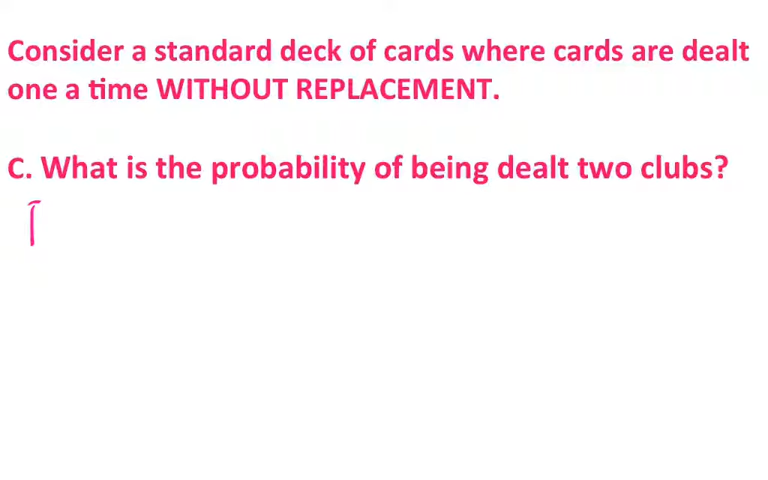 Consider a standard deck of cards where cards are dealt
one a time WITHOUT REPLACEMENT.
C. What is the probability of being dealt two clubs?